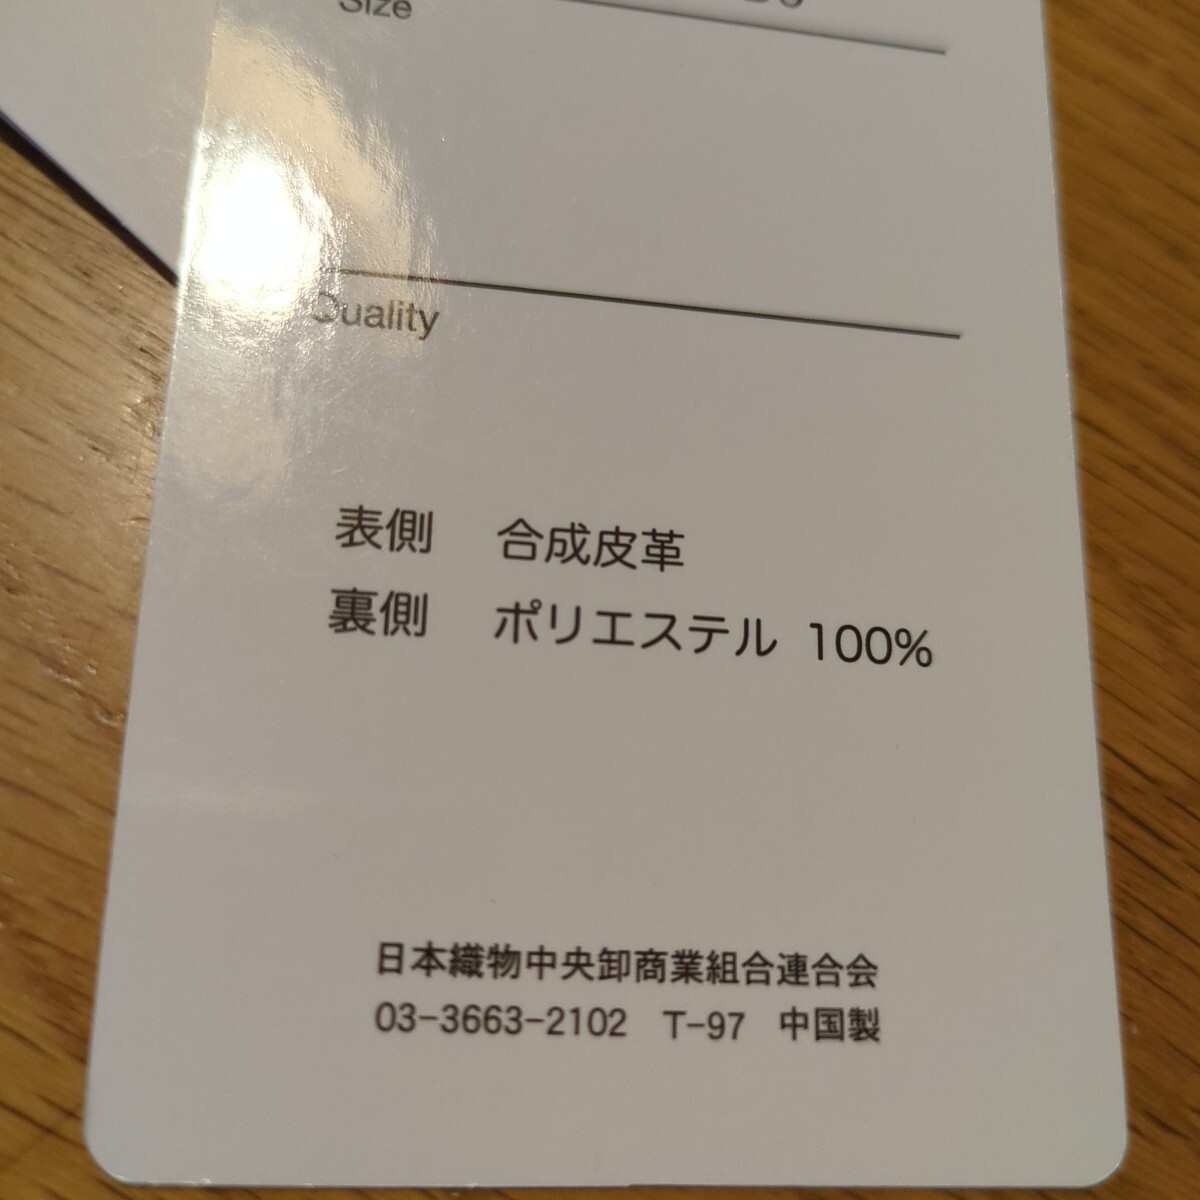 Size
Quality
表側 合成皮革
裏側 ポリエステル 100%
日本織物中央卸商業組合連合会
03-3663-2102 T-97 中国製